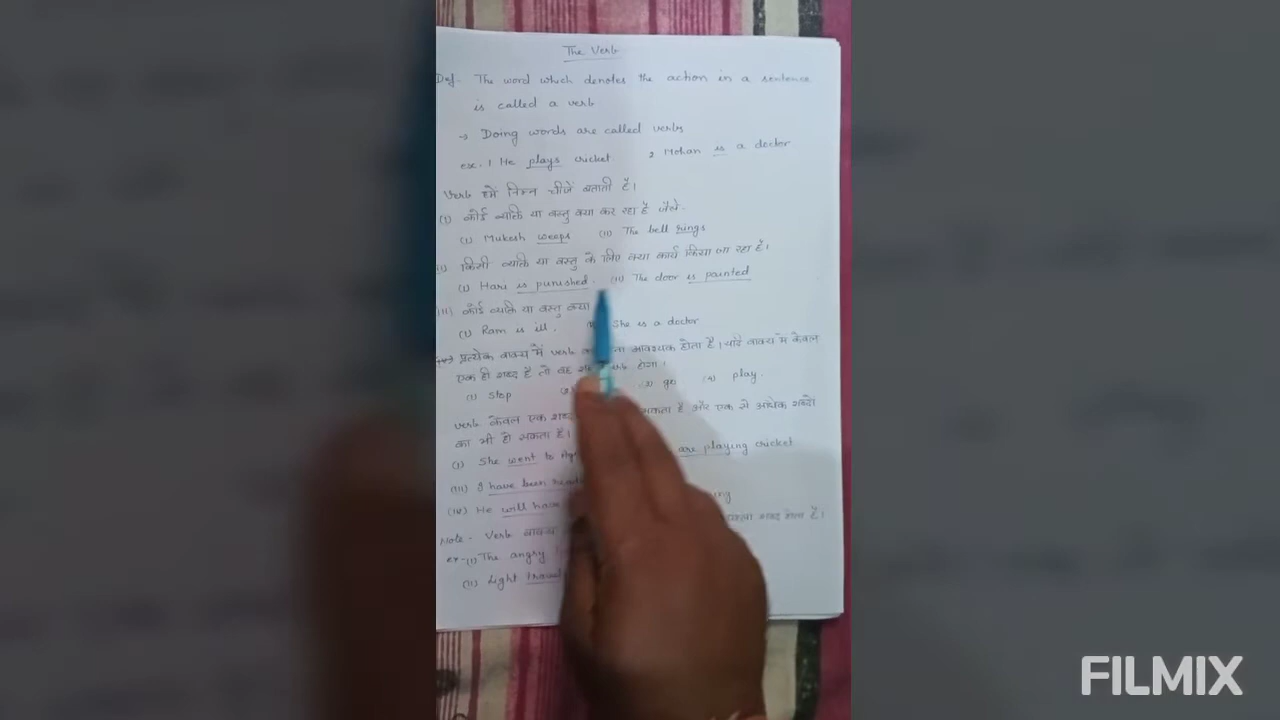 The Verb
Def. The word which denotes the action in a sentence
is called a verb
→ Doing words are called verbs
ex. 1 He plays cricket 2 Mohan is a doctor
Verb हमें निम्न चीजें बताती है।
(i) कोई व्यक्ति या वस्तु क्या कर रहा है जैसे-
(i) Mukesh weeps (ii) The bell rings
(ii) किसी व्यक्ति या वस्तु के लिए क्या कार्य किया जा रहा है।
(i) Hari is punished. (ii) The door is painted
(iii) कोई व्यक्ति या वस्तु क्या
(i) Ram is ill. She is a doctor
प्रत्येक वाक्य में verb आवश्यक होता है। यदि वाक्य में केवल
एक ही शब्द है तो वह होगा।
(1) Stop (3) go (4) play.
verb केवल एक शब्द सकता है और एक से अधिक शब्दों
का भी हो सकता है।
(i) She went to are playing cricket
(iii) I have been
(iv) He will have
Note - Verb वाक्य शब्द होता है।
ex-(i) The angry
(ii) Light travel
FILMIX